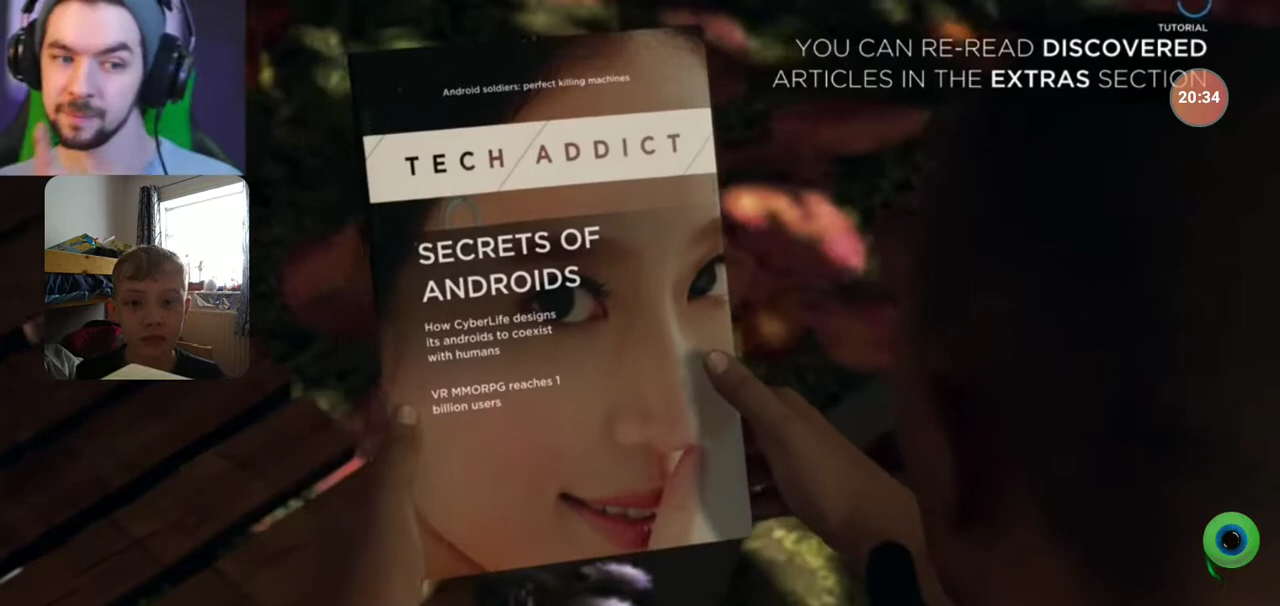 TUTORIAL
YOU CAN RE-READ DISCOVERED
ARTICLES IN THE EXTRAS SECTION
20:34
Android soldiers: perfect killing machines
TECH ADDICT
SECRETS OF
ANDROIDS
How CyberLife designs
its androids to coexist
with humans
VR MMORPG reaches 1
billion users